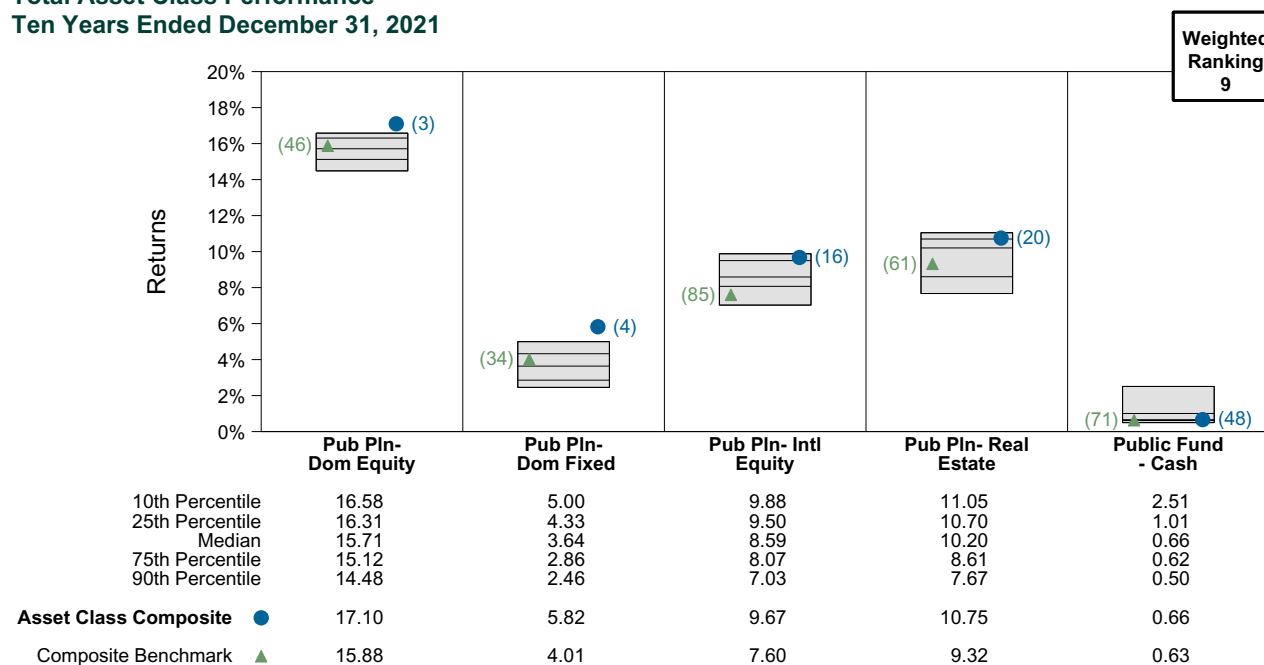 Ten Years Ended December 31, 2021
Weighted
Ranking
9
Returns
20%
18%
16%
14%
12%
10%
8%
6%
4%
2%
0%
(3)
(46)
(4)
(34)
(16)
(85)
(20)
(61)
(71)
(48)
Pub Pln- Dom Equity
Pub Pln- Dom Fixed
Pub Pln- Intl Equity
Pub Pln- Real Estate
Public Fund - Cash
10th Percentile 16.58 5.00 9.88 11.05 2.51
25th Percentile 16.31 4.33 9.50 10.70 1.01
Median 15.71 3.64 8.59 10.20 0.66
75th Percentile 15.12 2.86 8.07 8.61 0.62
90th Percentile 14.48 2.46 7.03 7.67 0.50
Asset Class Composite 17.10 5.82 9.67 10.75 0.66
Composite Benchmark 15.88 4.01 7.60 9.32 0.63